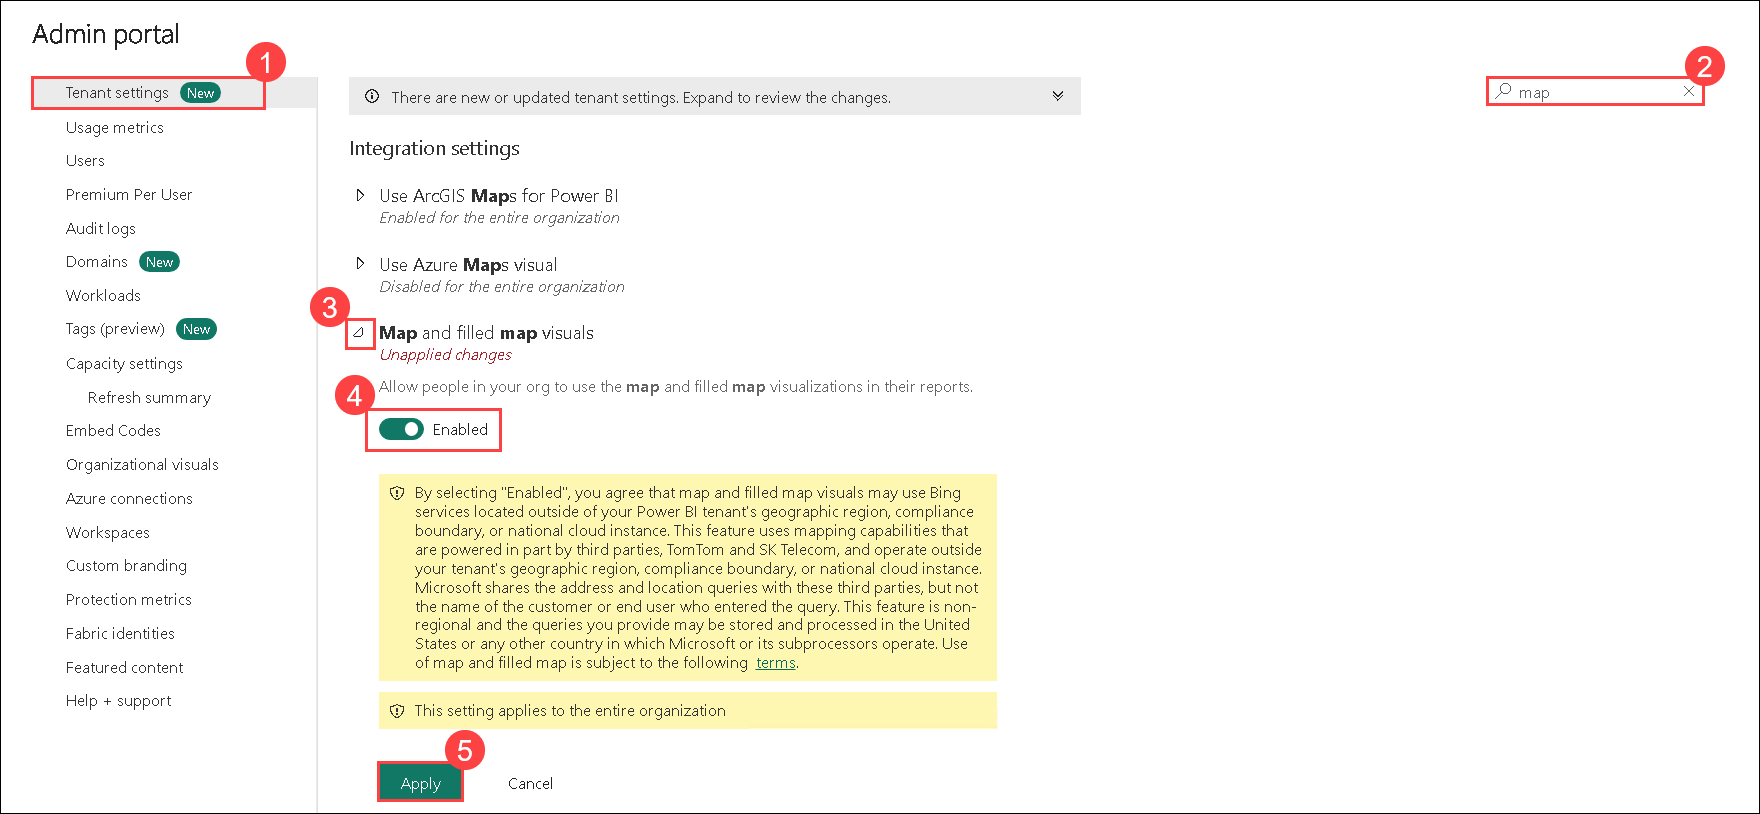 Admin portal
1
Tenant settings New
Usage metrics
Users
Premium Per User
Audit logs
Domains New
Workloads
Tags (preview) New
Capacity settings
Refresh summary
Embed Codes
Organizational visuals
Azure connections
Workspaces
Custom branding
Protection metrics
Fabric identities
Featured content
Help + support
There are new or updated tenant settings. Expand to review the changes.
2
map
Integration settings
Use ArcGIS Maps for Power BI
Enabled for the entire organization
Use Azure Maps visual
Disabled for the entire organization
3
Map and filled map visuals
Unapplied changes
Allow people in your org to use the map and filled map visualizations in their reports.
4
Enabled
By selecting "Enabled", you agree that map and filled map visuals may use Bing
services located outside of your Power BI tenant's geographic region, compliance
boundary, or national cloud instance. This feature uses mapping capabilities that
are powered in part by third parties, TomTom and SK Telecom, and operate outside
your tenant's geographic region, compliance boundary, or national cloud instance.
Microsoft shares the address and location queries with these third parties, but not
the name of the customer or end user who entered the query. This feature is non-
regional and the queries you provide may be stored and processed in the United
States or any other country in which Microsoft or its subprocessors operate. Use
of map and filled map is subject to the following terms.
This setting applies to the entire organization
5
Apply
Cancel